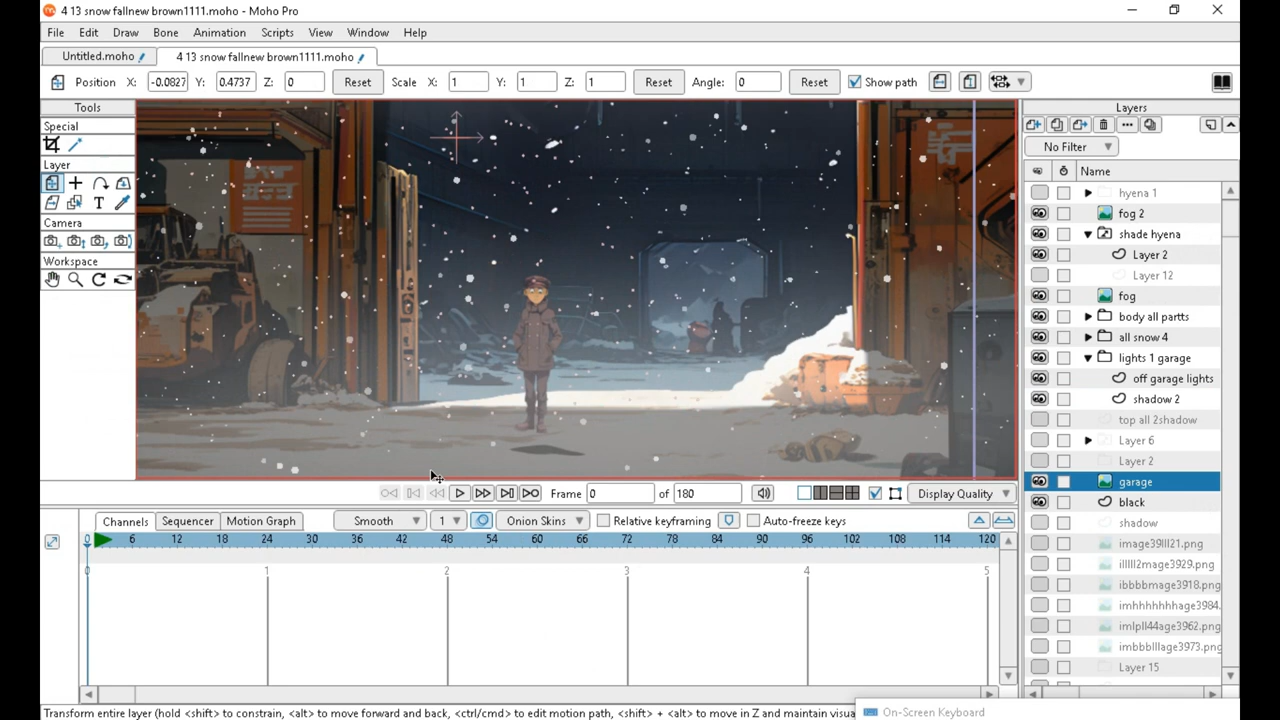 4 13 snow fallnew brown1111.moho - Moho Pro
File Edit Draw Bone Animation Scripts View Window Help
Untitled.moho 4 13 snow fallnew brown1111.moho
Position X: -0.0827 Y: 0.4737 Z: 0 Reset Scale X: 1 Y: 1 Z: 1 Reset Angle: 0 Reset Show path
Tools
Special
Layer
T
Camera
Workspace
Layers
No Filter
Name
hyena 1
fog 2
shade hyena
Layer 2
Layer 12
fog
body all partts
all snow 4
lights 1 garage
off garage lights
shadow 2
top all 2shadow
Layer 6
Layer 2
garage
black
shadow
image39lll21.png
illlll2mage3929.png
ibbbbmage3918.png
imhhhhhhage3984.
imlpll44age3962.png
imbbblllage3973.png
Layer 15
Frame 0 of 180 Display Quality
Channels Sequencer Motion Graph Smooth 1 Onion Skins Relative keyframing Auto-freeze keys
0 6 12 18 24 30 36 42 48 54 60 66 72 78 84 90 96 102 108 114 120
0 1 2 3 4 5
Transform entire layer (hold <shift> to constrain, <alt> to move forward and back, <ctrl/cmd> to edit motion path, <shift> + <alt> to move in Z and maintain visua
On-Screen Keyboard